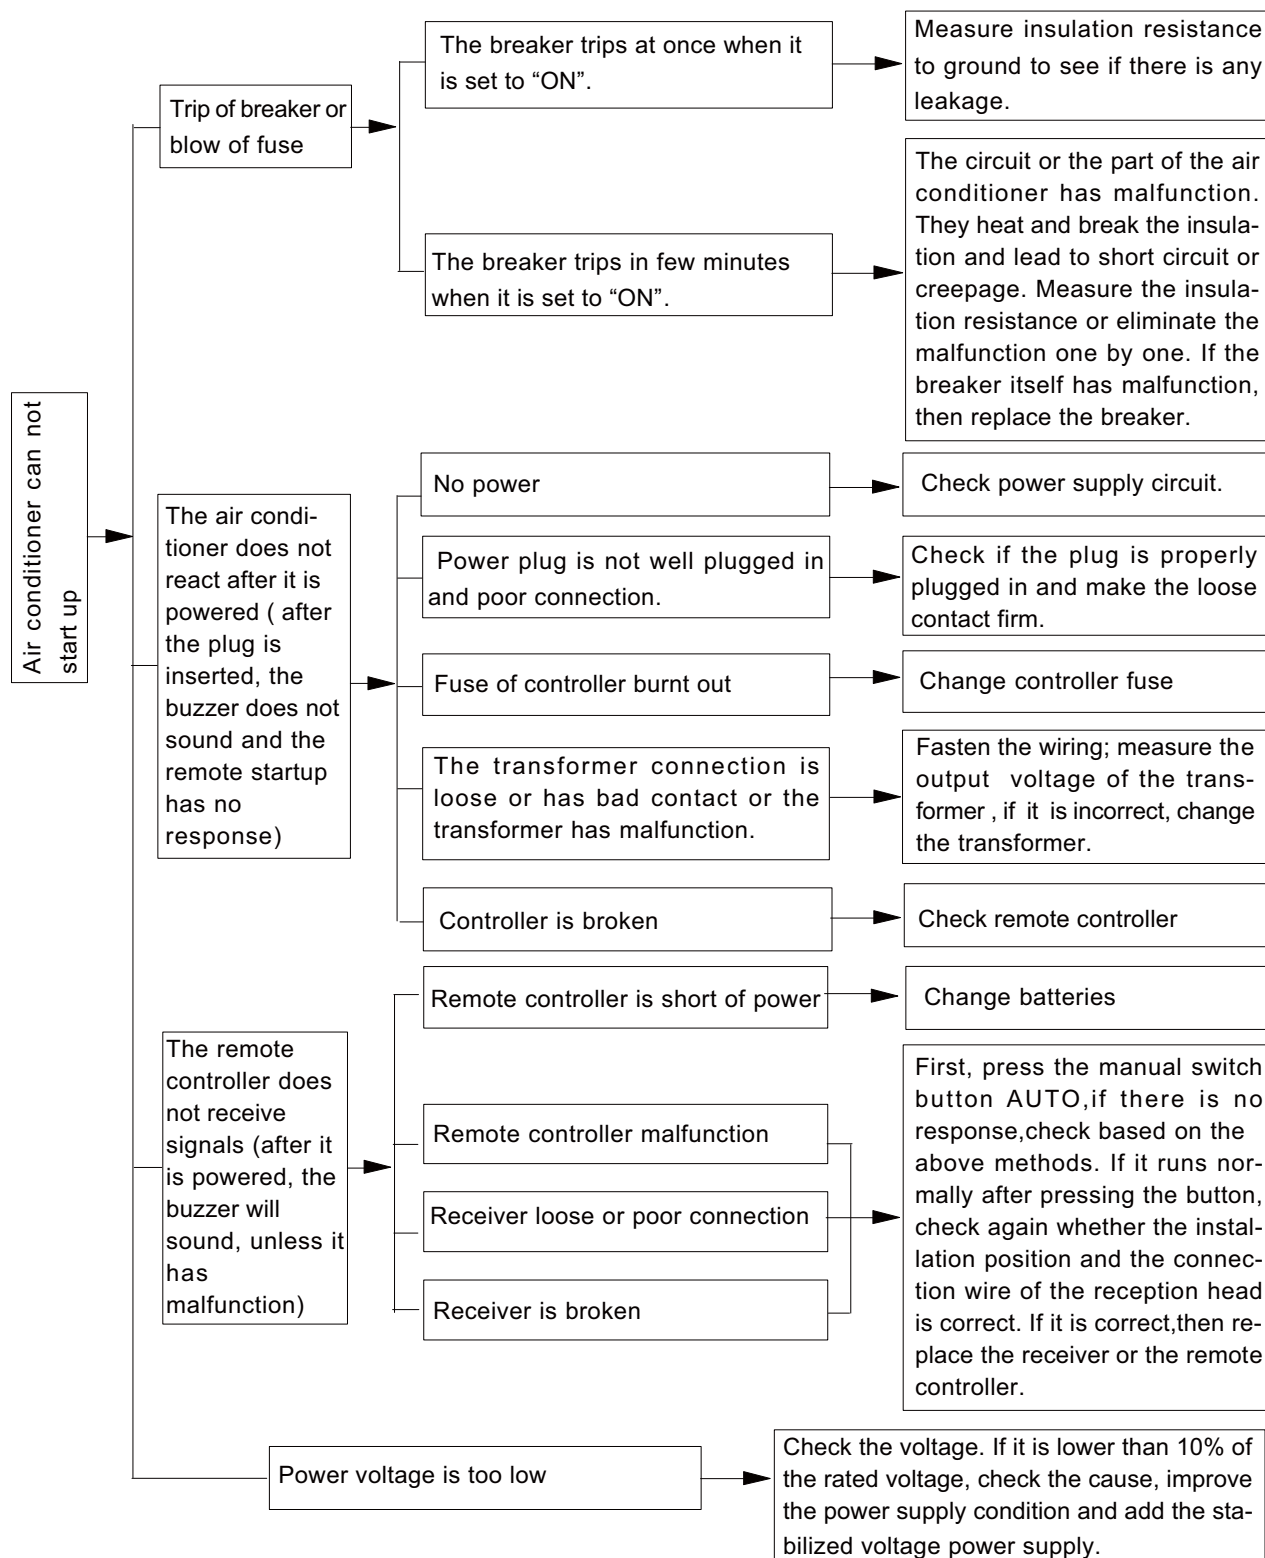 Air conditioner can not
start up
Trip of breaker or
blow of fuse
The breaker trips at once when it
is set to “ON”.
Measure insulation resistance
to ground to see if there is any
leakage.
The breaker trips in few minutes
when it is set to “ON”.
The circuit or the part of the air
conditioner has malfunction.
They heat and break the insula-
tion and lead to short circuit or
creepage. Measure the insula-
tion resistance or eliminate the
malfunction one by one. If the
breaker itself has malfunction,
then replace the breaker.
The air condi-
tioner does not
react after it is
powered ( after
the plug is
inserted, the
buzzer does not
sound and the
remote startup
has no
response)
No power
Check power supply circuit.
Power plug is not well plugged in
and poor connection.
Check if the plug is properly
plugged in and make the loose
contact firm.
Fuse of controller burnt out
Change controller fuse
The transformer connection is
loose or has bad contact or the
transformer has malfunction.
Fasten the wiring; measure the
output voltage of the trans-
former , if it is incorrect, change
the transformer.
Controller is broken
Check remote controller
The remote
controller does
not receive
signals (after it
is powered, the
buzzer will
sound, unless it
has
malfunction)
Remote controller is short of power
Change batteries
Remote controller malfunction
Receiver loose or poor connection
Receiver is broken
First, press the manual switch
button AUTO,if there is no
response,check based on the
above methods. If it runs nor-
mally after pressing the button,
check again whether the instal-
lation position and the connec-
tion wire of the reception head
is correct. If it is correct,then re-
place the receiver or the remote
controller.
Power voltage is too low
Check the voltage. If it is lower than 10% of
the rated voltage, check the cause, improve
the power supply condition and add the sta-
bilized voltage power supply.